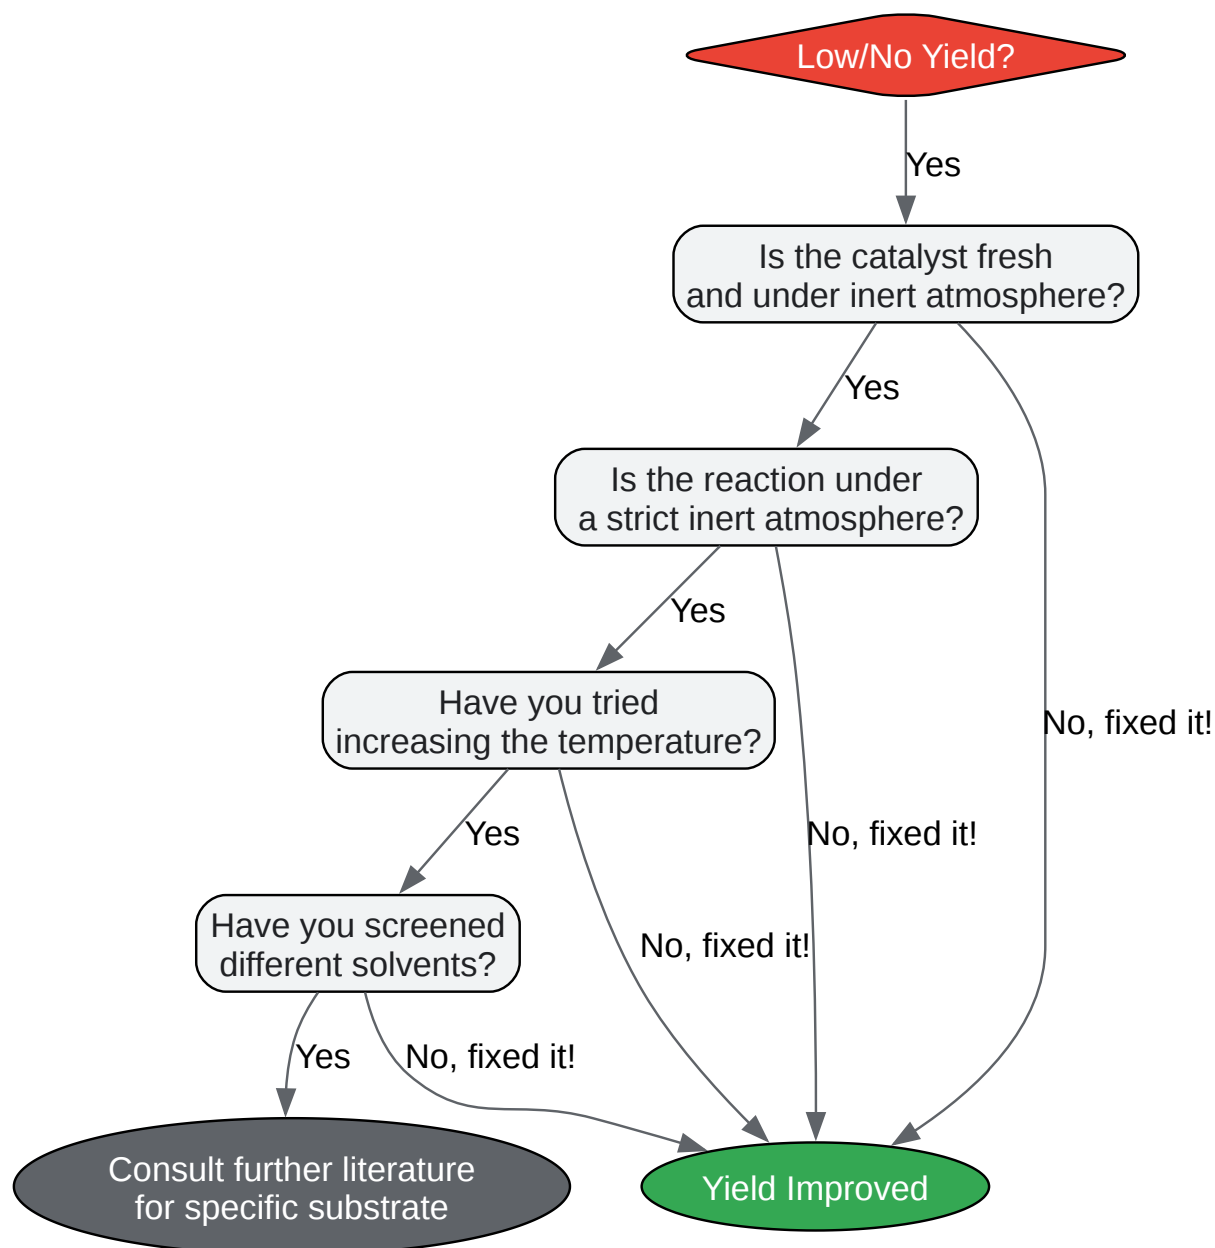 Low/No Yield?
Yes
Is the catalyst fresh
and under inert atmosphere?
Yes
Is the reaction under
a strict inert atmosphere?
Yes
Have you tried
increasing the temperature?
No, fixed it!
Yes
No, fixed it!
Have you screened
different solvents?
No, fixed it!
Yes
No, fixed it!
Consult further literature
for specific substrate
Yield Improved